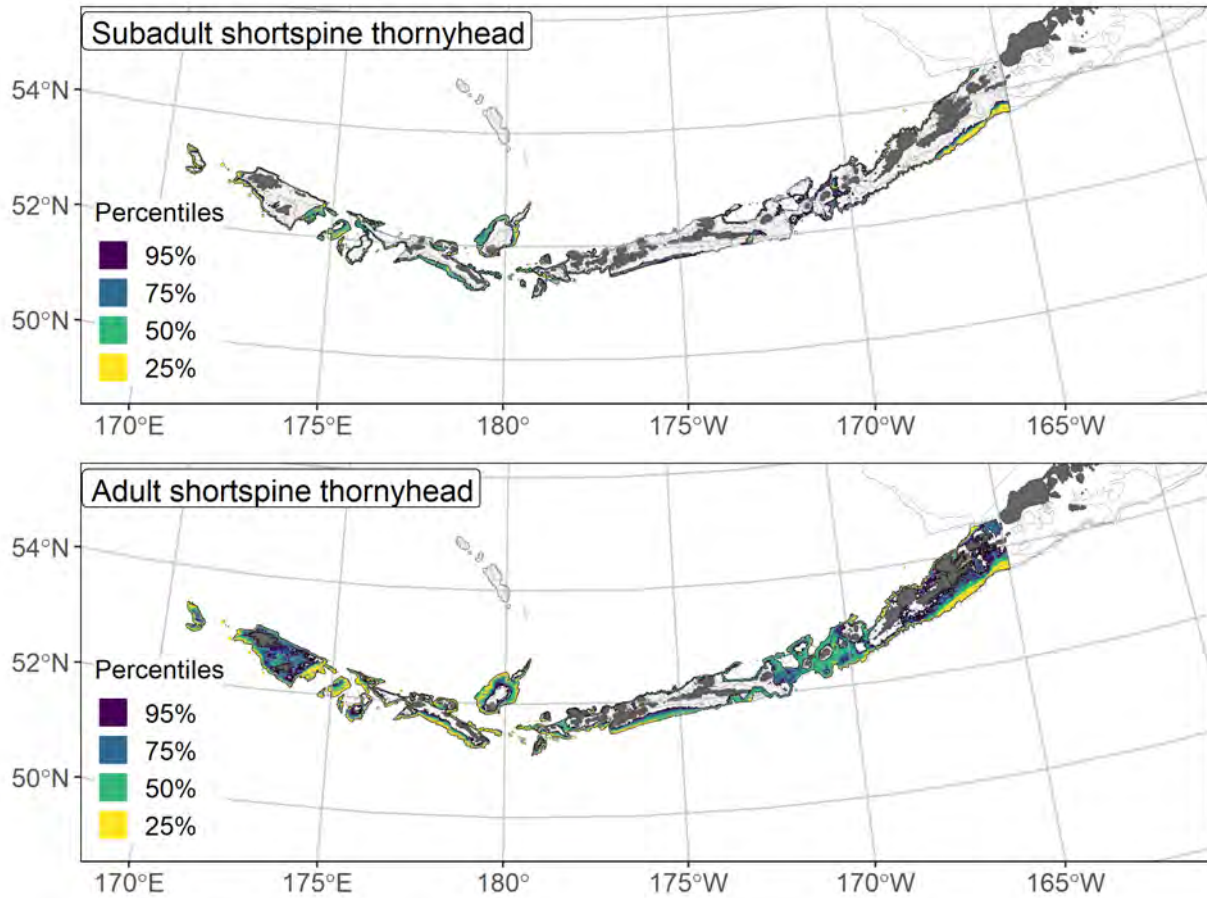 Subadult shortspine thornyhead
54°N
52°N
50°N
Percentiles
95%
75%
50%
25%
170°E 175°E 180° 175°W 170°W 165°W
Adult shortspine thornyhead
54°N
52°N
50°N
Percentiles
95%
75%
50%
25%
170°E 175°E 180° 175°W 170°W 165°W